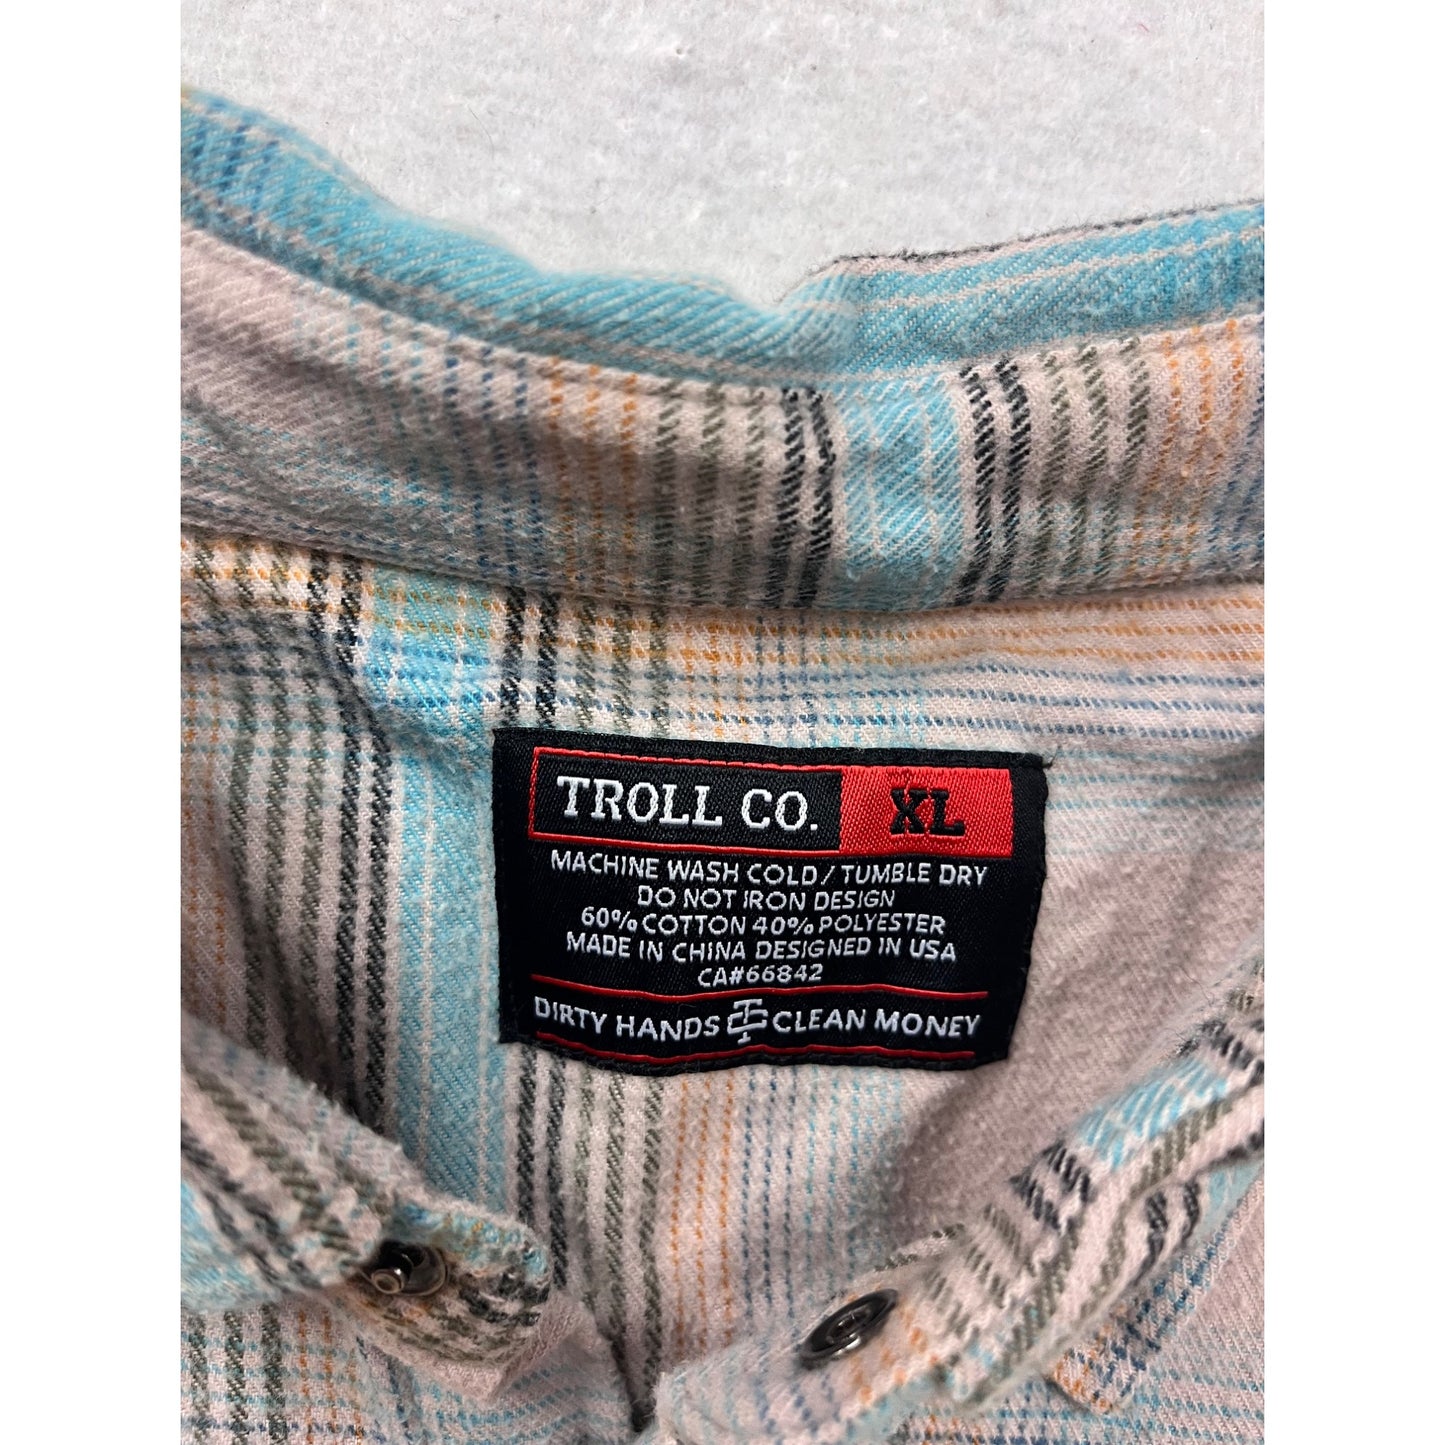 TROLL CO. XL
MACHINE WASH COLD / TUMBLE DRY
DO NOT IRON DESIGN
60% COTTON 40% POLYESTER
MADE IN CHINA DESIGNED IN USA
CA#66842
DIRTY HANDS TC CLEAN MONEY